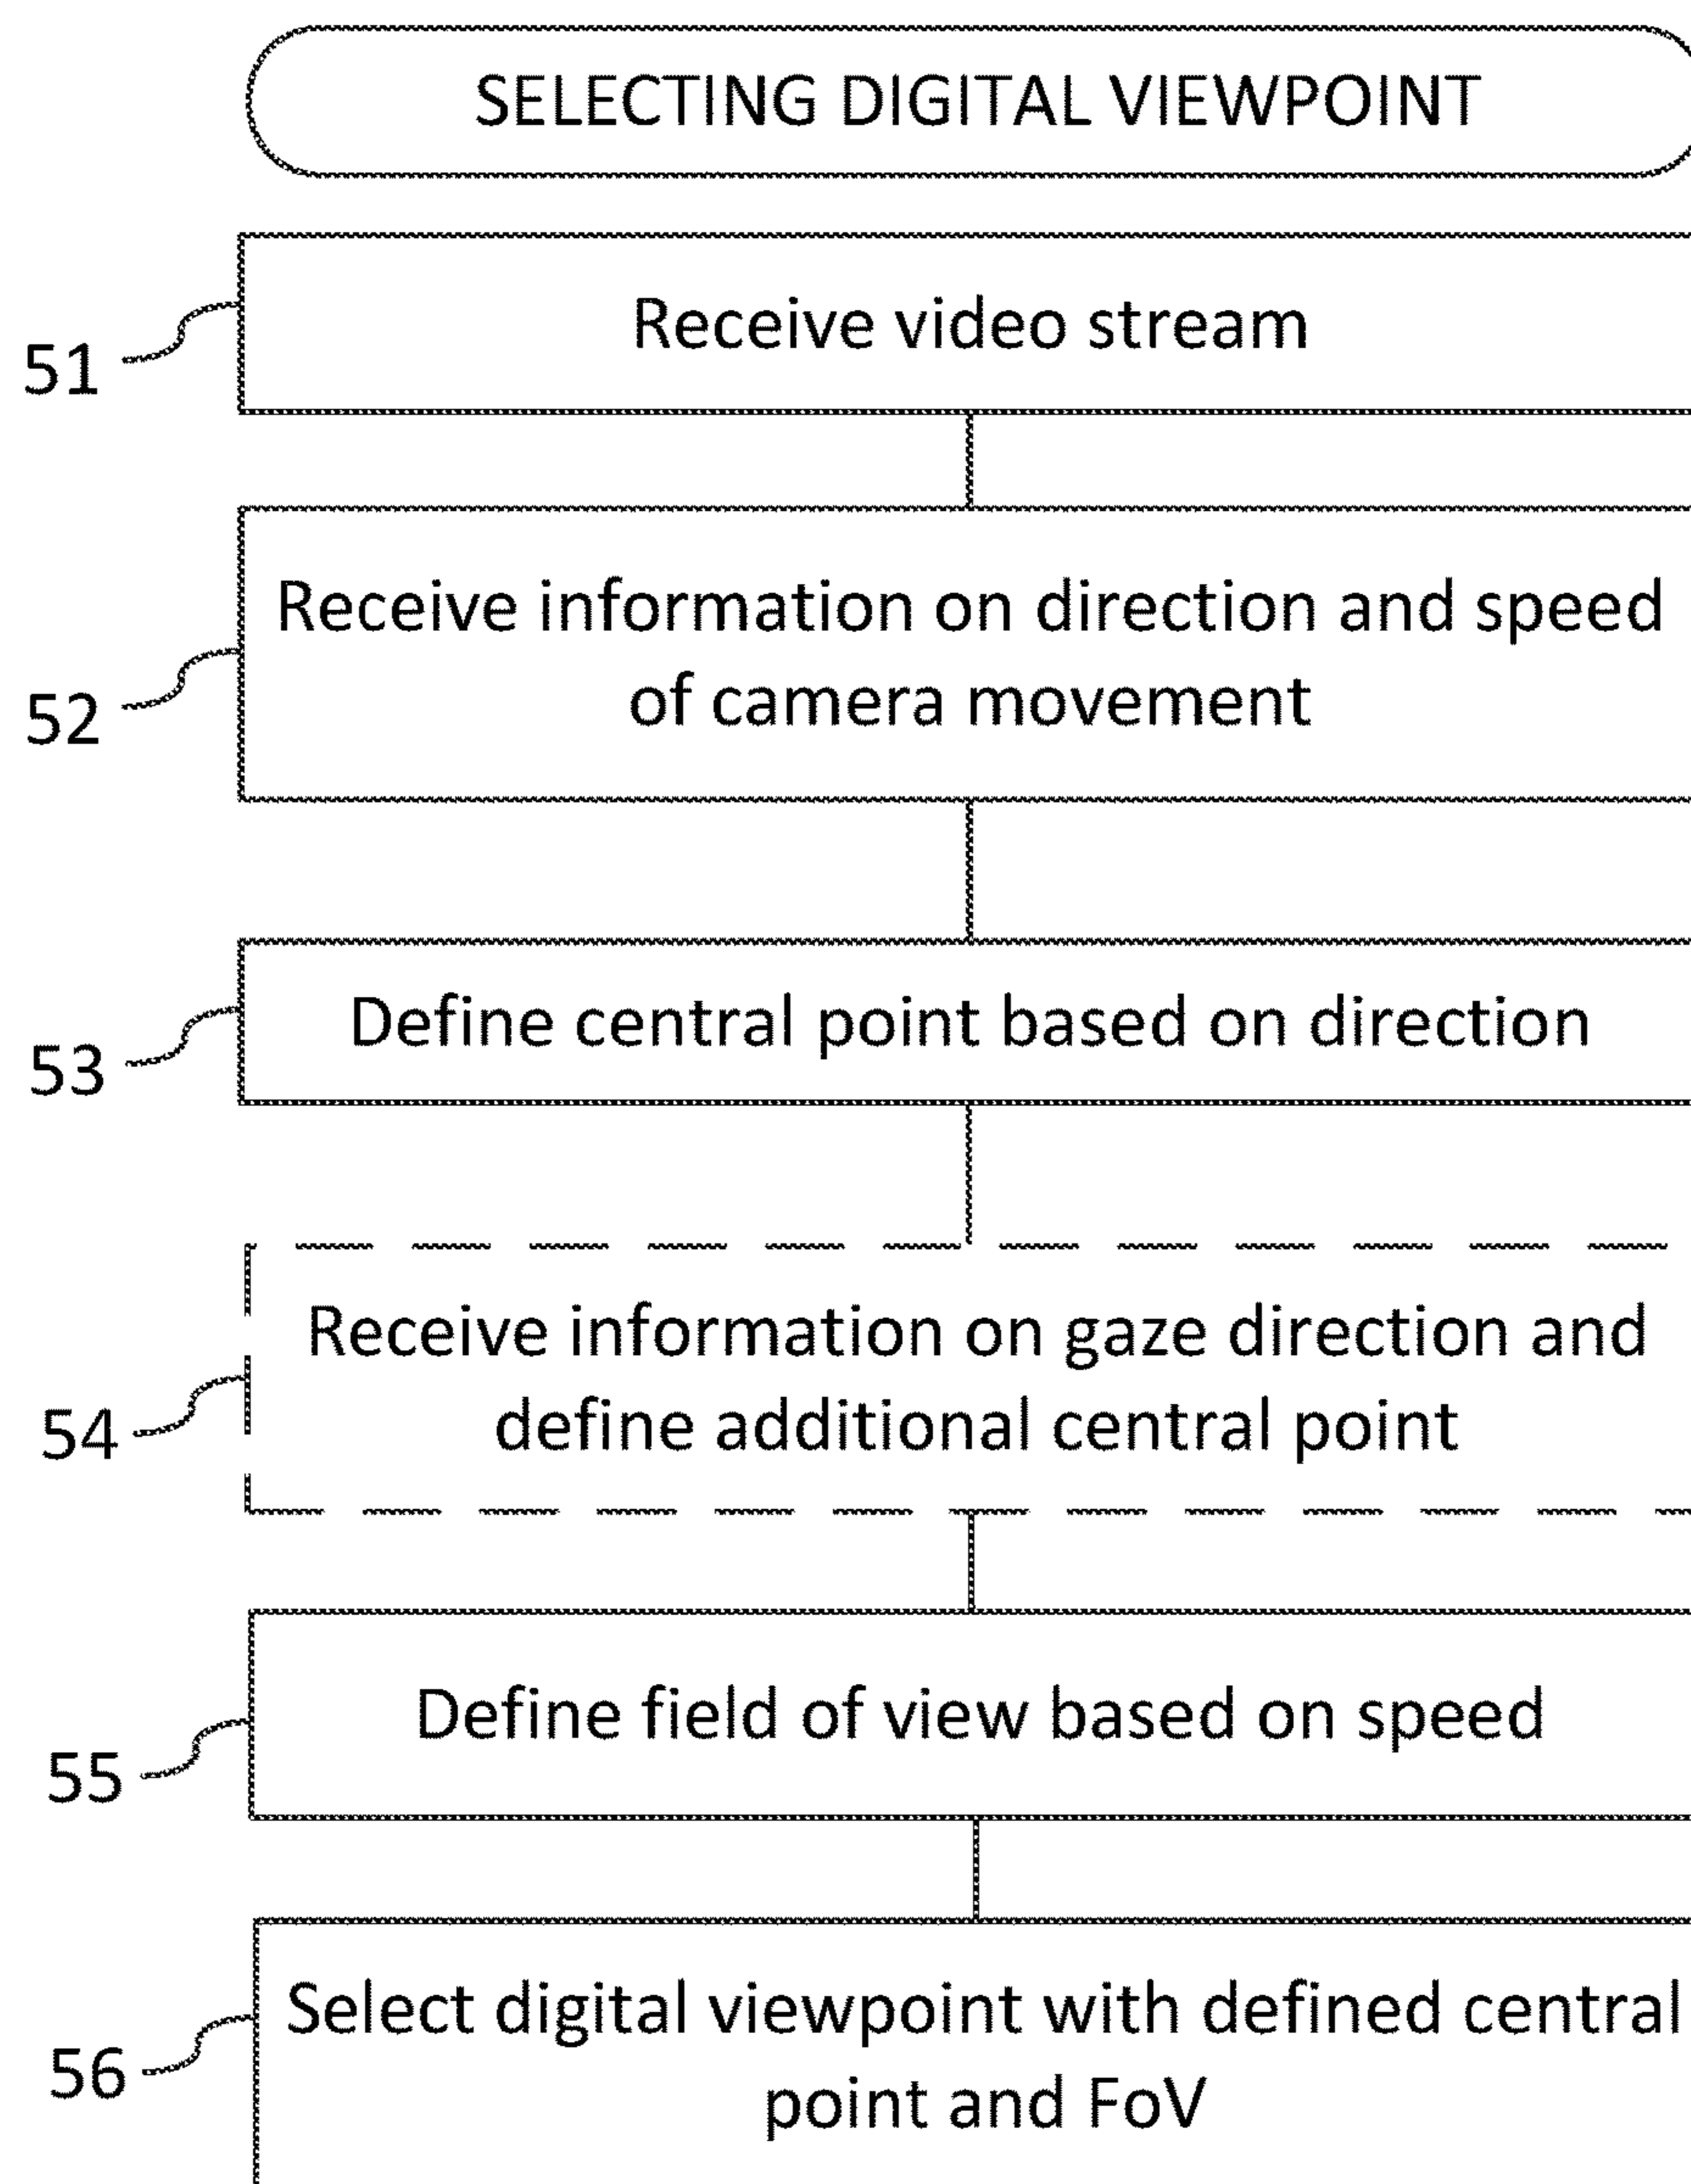 SELECTING DIGITAL VIEWPOINT
Receive video stream
51
Receive information on direction and speed
of camera movement
52
Define central point based on direction
53
Receive information on gaze direction and
define additional central point
54
Define field of view based on speed
55
Select digital viewpoint with defined central
point and FoV
56